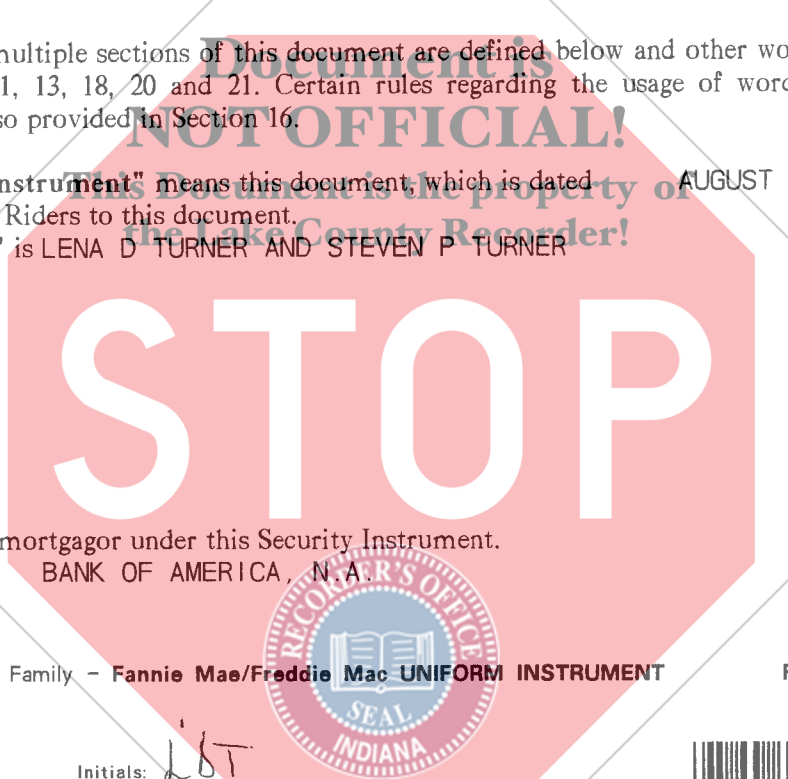 multiple sections of this document are defined below and other wo
Document is
1, 13, 18, 20 and 21. Certain rules regarding the usage of word
so provided in Section 16.
NOT OFFICIAL!
nstrument" means this document, which is dated AUGUST
This Document is the property of
Riders to this document.
the Lake County Recorder!
" is LENA D TURNER AND STEVEN P TURNER
STOP
mortgagor under this Security Instrument.
BANK OF AMERICA, N.A.
RECORDER'S OFFICE
SEAL
INDIANA
Family - Fannie Mae/Freddie Mac UNIFORM INSTRUMENT
Initials: LDT